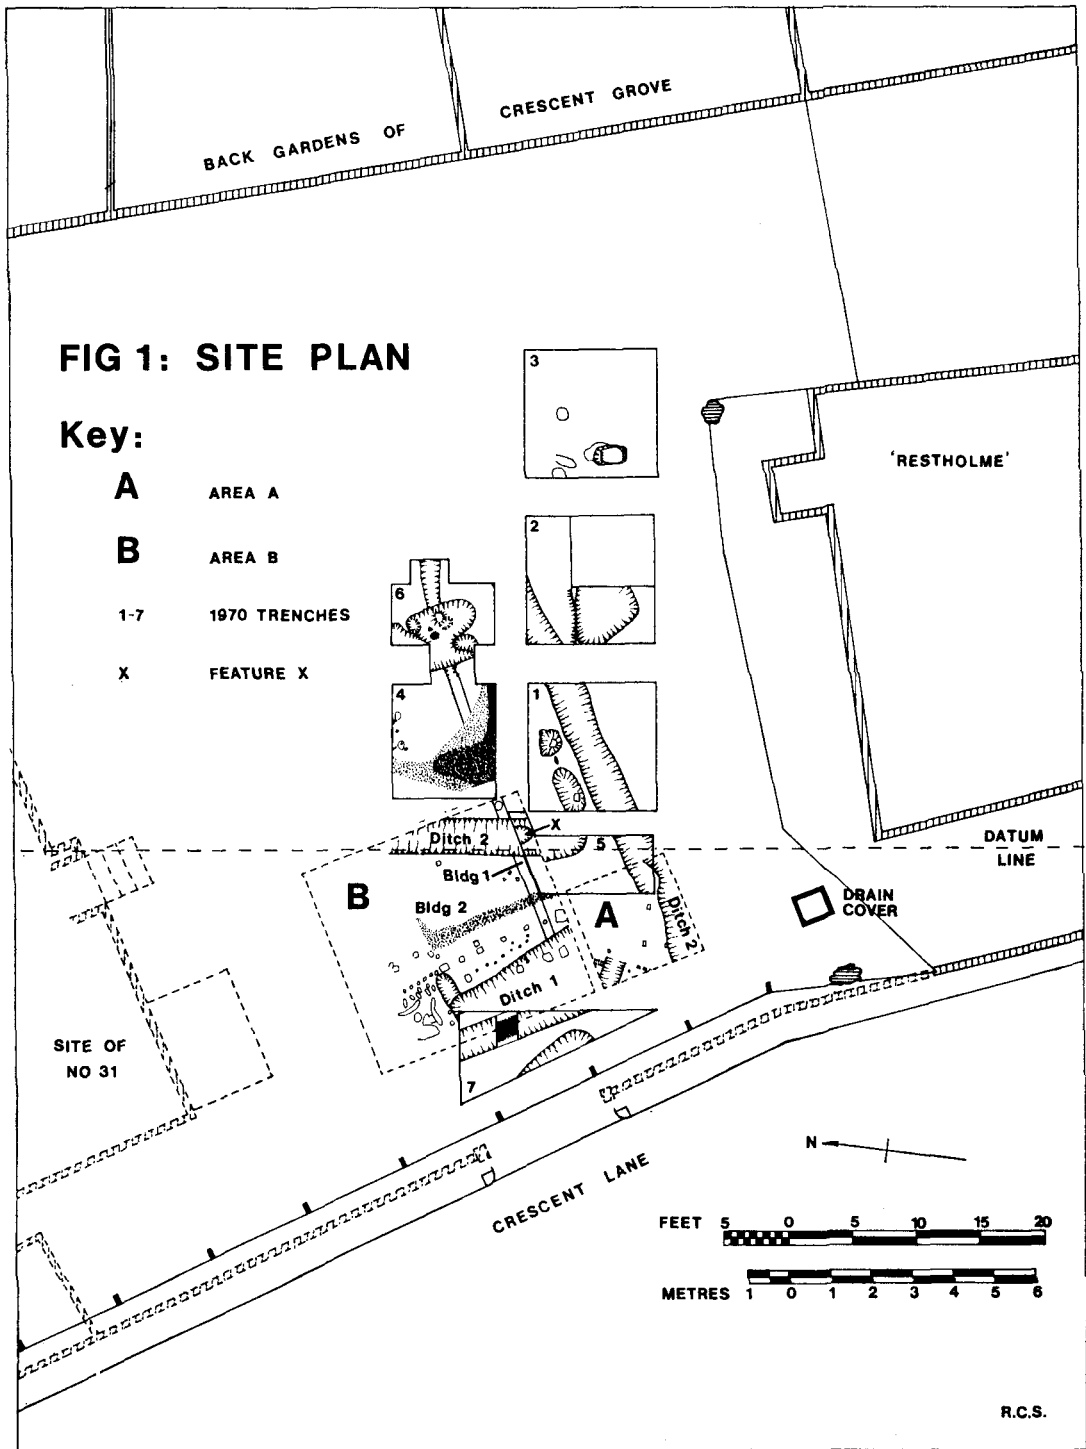 BACK GARDENS OF CRESCENT GROVE
FIG 1: SITE PLAN
Key:
A AREA A
B AREA B
1-7 1970 TRENCHES
X FEATURE X
3
'RESTHOLME'
2
6
4
1
X
Ditch 2
5
DATUM
LINE
Bldg 1
B
Bldg 2
A
Ditch 2
DRAIN
COVER
Ditch 1
SITE OF
NO 31
7
N
CRESCENT LANE
FEET 5 0 5 10 15 20
METRES 1 0 1 2 3 4 5 6
R.C.S.